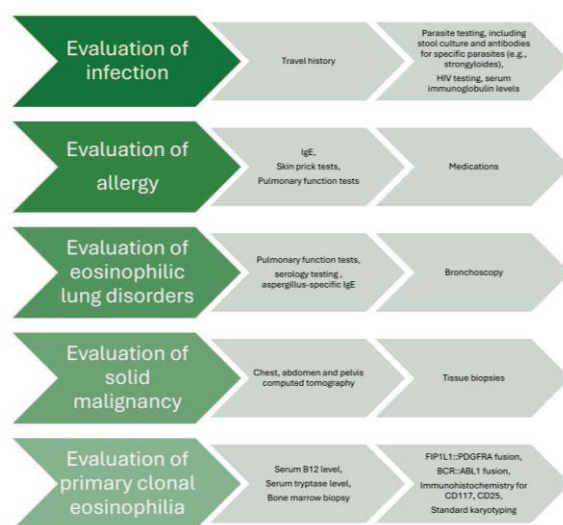 Evaluation of
infection
Travel history
Parasite testing, including
stool culture and antibodies
for specific parasites (e.g.,
strongyloides),
HIV testing, serum
immunoglobulin levels
Evaluation of
allergy
IgE,
Skin prick tests,
Pulmonary function tests
Medications
Evaluation of
eosinophilic
lung disorders
Pulmonary function tests,
serology testing ,
aspergillus-specific IgE
Bronchoscopy
Evaluation of
solid
malignancy
Chest, abdomen and pelvis
computed tomography
Tissue biopsies
Evaluation of
primary clonal
eosinophilia
Serum B12 level,
Serum tryptase level,
Bone marrow biopsy
FIP1L1::PDGFRA fusion,
BCR::ABL1 fusion,
Immunohistochemistry for
CD117, CD25,
Standard karyotyping